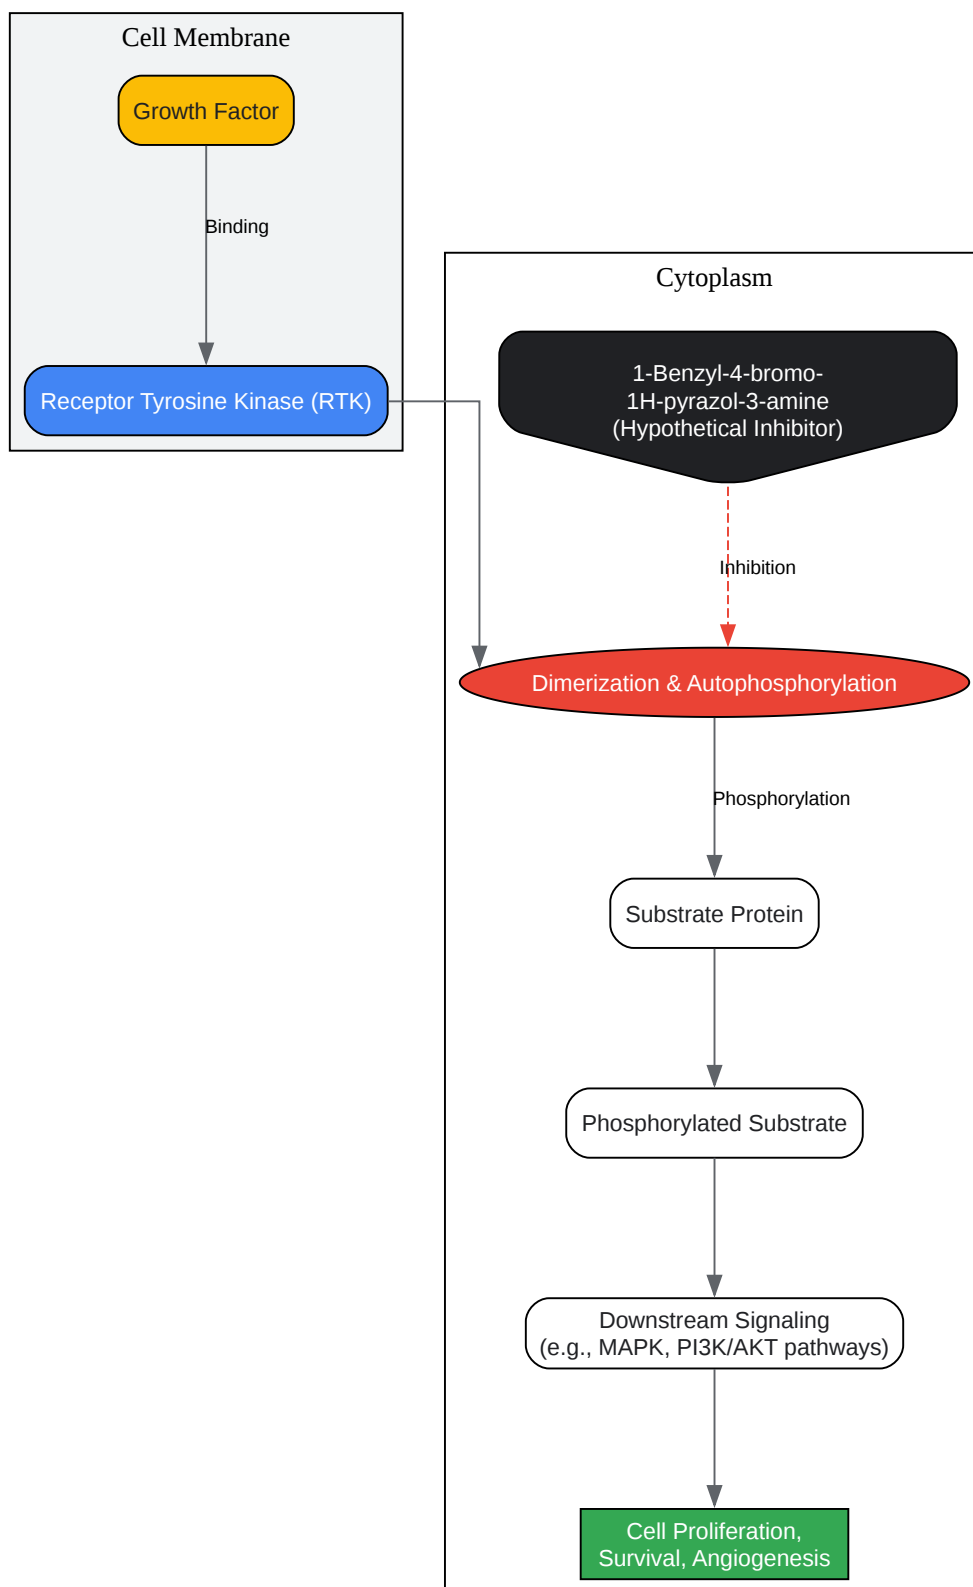 Cell Membrane
Growth Factor
Binding
Receptor Tyrosine Kinase (RTK)
Cytoplasm
1-Benzyl-4-bromo-
1H-pyrazol-3-amine
(Hypothetical Inhibitor)
Inhibition
Dimerization & Autophosphorylation
Phosphorylation
Substrate Protein
Phosphorylated Substrate
Downstream Signaling
(e.g., MAPK, PI3K/AKT pathways)
Cell Proliferation,
Survival, Angiogenesis